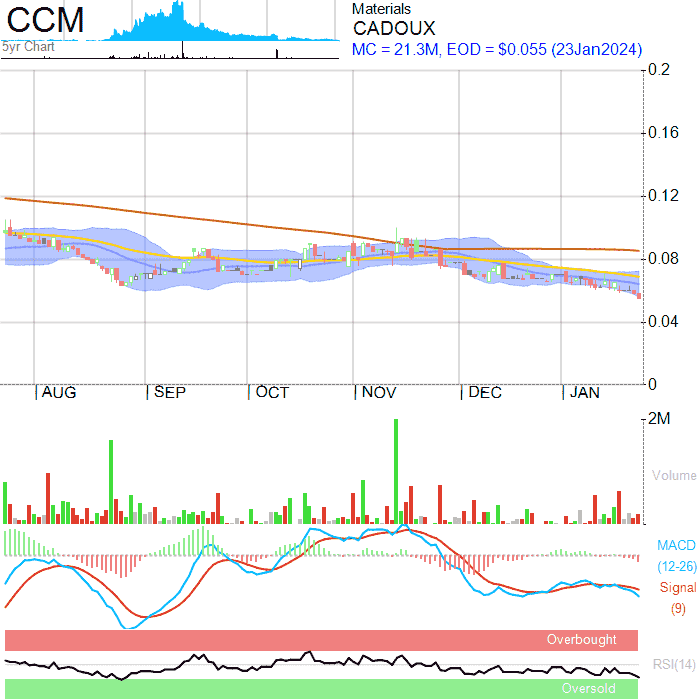 CCM
5yr Chart
Materials
CADOUX
MC = 21.3M, EOD = $0.055 (23Jan2024)
0.2
0.16
0.12
0.08
0.04
0
AUG
SEP
OCT
NOV
DEC
JAN
2M
Volume
MACD
(12-26)
Signal
(9)
Overbought
RSI(14)
Oversold